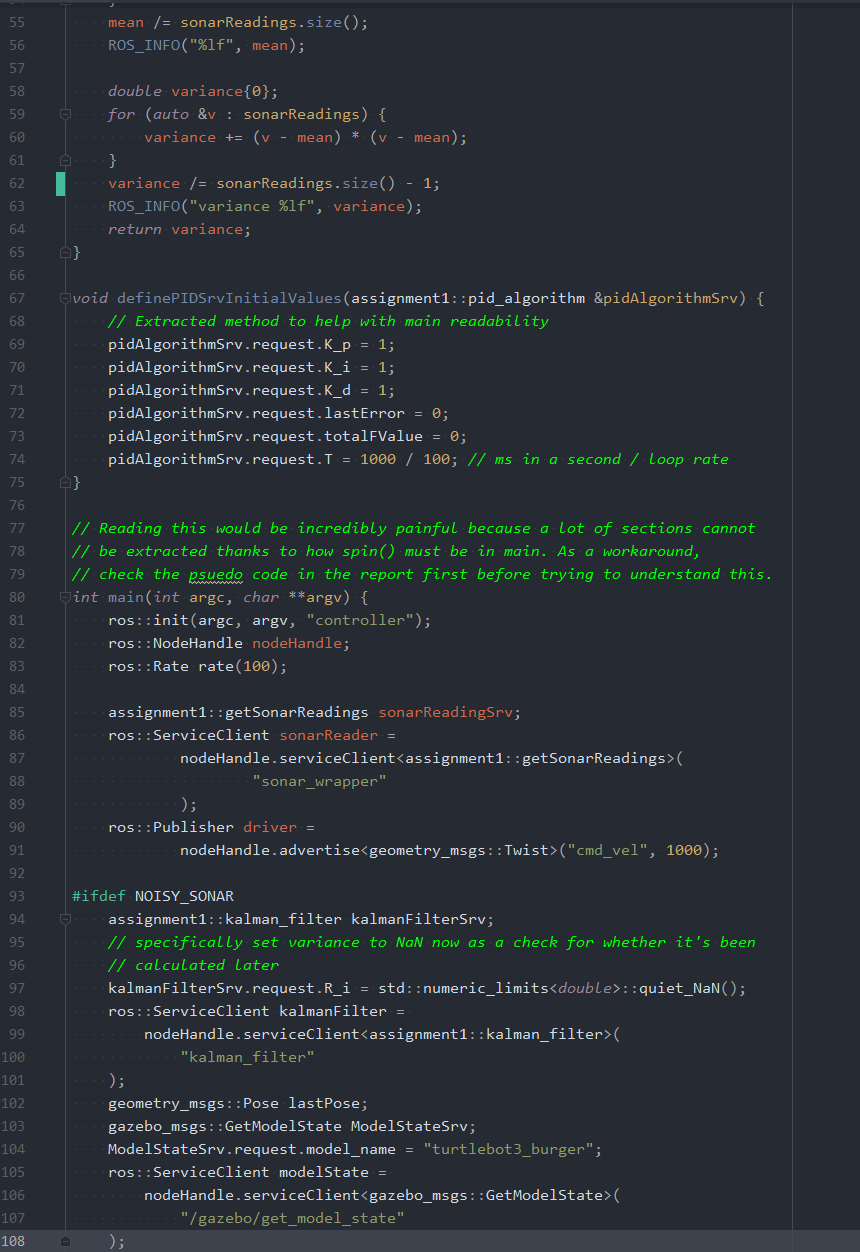 55 mean /= sonarReadings.size();
56 ROS_INFO("%lf", mean);
57
58 double variance{0};
59 for (auto &v : sonarReadings) {
60 variance += (v - mean) * (v - mean);
61 }
62 variance /= sonarReadings.size() - 1;
63 ROS_INFO("variance %lf", variance);
64 return variance;
65 }
66
67 void definePIDSrvInitialValues(assignment1::pid_algorithm &pidAlgorithmSrv) {
68 // Extracted method to help with main readability
69 pidAlgorithmSrv.request.K_p = 1;
70 pidAlgorithmSrv.request.K_i = 1;
71 pidAlgorithmSrv.request.K_d = 1;
72 pidAlgorithmSrv.request.lastError = 0;
73 pidAlgorithmSrv.request.totalFValue = 0;
74 pidAlgorithmSrv.request.T = 1000 / 100; // ms in a second / loop rate
75 }
76
77 // Reading this would be incredibly painful because a lot of sections cannot
78 // be extracted thanks to how spin() must be in main. As a workaround,
79 // check the psuedo code in the report first before trying to understand this.
80 int main(int argc, char **argv) {
81 ros::init(argc, argv, "controller");
82 ros::NodeHandle nodeHandle;
83 ros::Rate rate(100);
84
85 assignment1::getSonarReadings sonarReadingSrv;
86 ros::ServiceClient sonarReader =
87 nodeHandle.serviceClient<assignment1::getSonarReadings>(
88 "sonar_wrapper"
89 );
90 ros::Publisher driver =
91 nodeHandle.advertise<geometry_msgs::Twist>("cmd_vel", 1000);
92
93 #ifdef NOISY_SONAR
94 assignment1::kalman_filter kalmanFilterSrv;
95 // specifically set variance to NaN now as a check for whether it's been
96 // calculated later
97 kalmanFilterSrv.request.R_i = std::numeric_limits<double>::quiet_NaN();
98 ros::ServiceClient kalmanFilter =
99 nodeHandle.serviceClient<assignment1::kalman_filter>(
100 "kalman_filter"
101 );
102 geometry_msgs::Pose lastPose;
103 gazebo_msgs::GetModelState ModelStateSrv;
104 ModelStateSrv.request.model_name = "turtlebot3_burger";
105 ros::ServiceClient modelState =
106 nodeHandle.serviceClient<gazebo_msgs::GetModelState>(
107 "/gazebo/get_model_state"
108 );